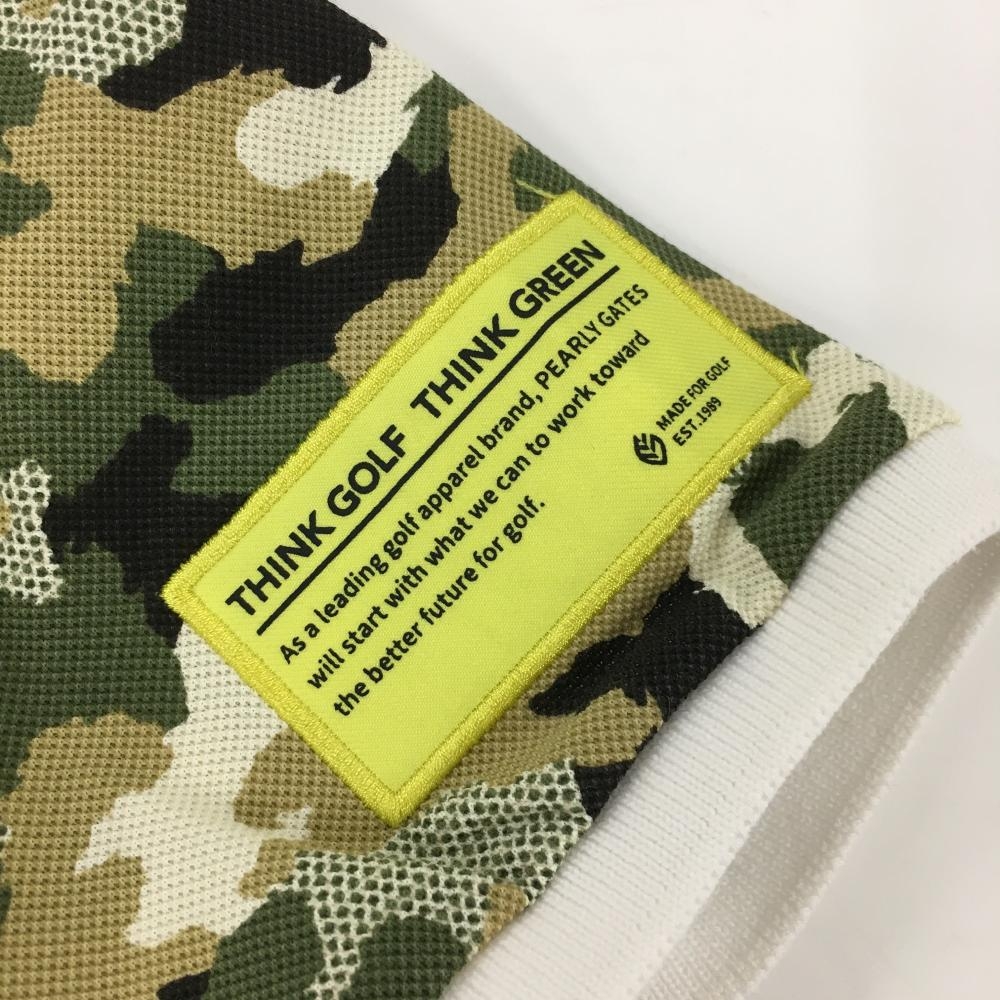 THINK GOLF THINK GREEN
As a leading golf apparel brand, PEARLY GATES
will start with what we can to work toward
the better future for golf.
MADE FOR GOLF
EST.1989